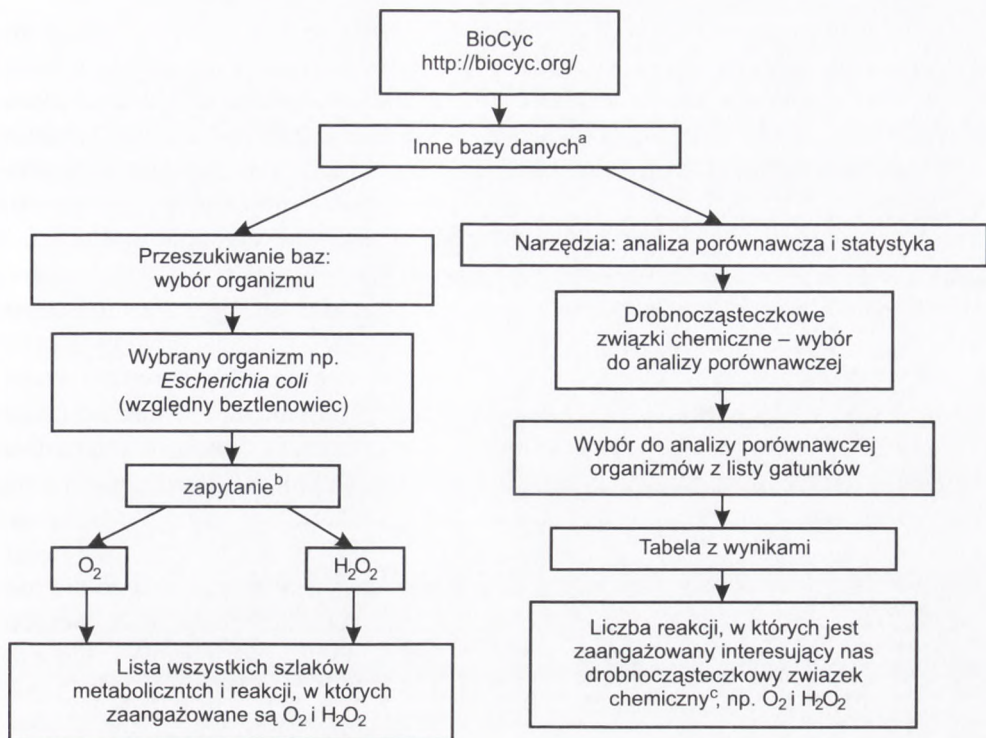 BioCyc
http://biocyc.org/
Inne bazy danychᵃ
Przeszukiwanie baz:
wybór organizmu
Wybrany organizm np.
Escherichia coli
(względny beztlenowiec)
zapytanieᵇ
O₂
H₂O₂
Lista wszystkich szlaków
metaboliczntch i reakcji, w których
zaangażowane są O₂ i H₂O₂
Narzędzia: analiza porównawcza i statystyka
Drobnocząsteczkowe
związki chemiczne – wybór
do analizy porównawczej
Wybór do analizy porównawczej
organizmów z listy gatunków
Tabela z wynikami
Liczba reakcji, w których jest
zaangażowany interesujący nas
drobnocząsteczkowy zwiazek
chemicznyᶜ, np. O₂ i H₂O₂